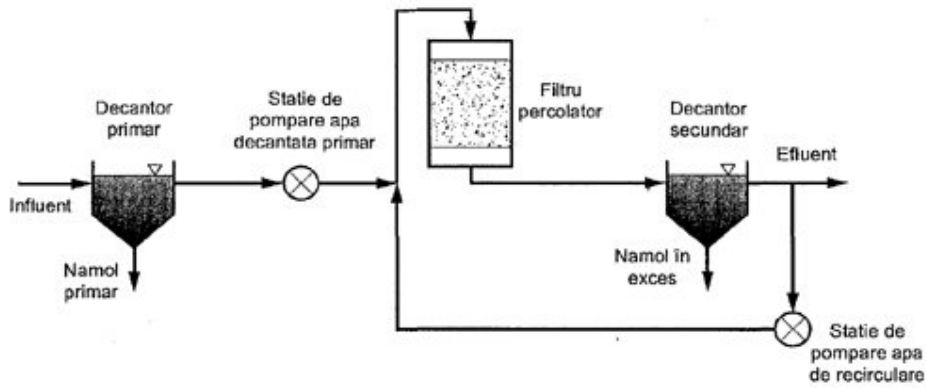 Decantor
primar
Statie de
pompare apa
decantata primar
Filtru
percolator
Decantor
secundar
Efluent
Influent
Namol
primar
Namol în
exces
Statie de
pompare apa
de recirculare